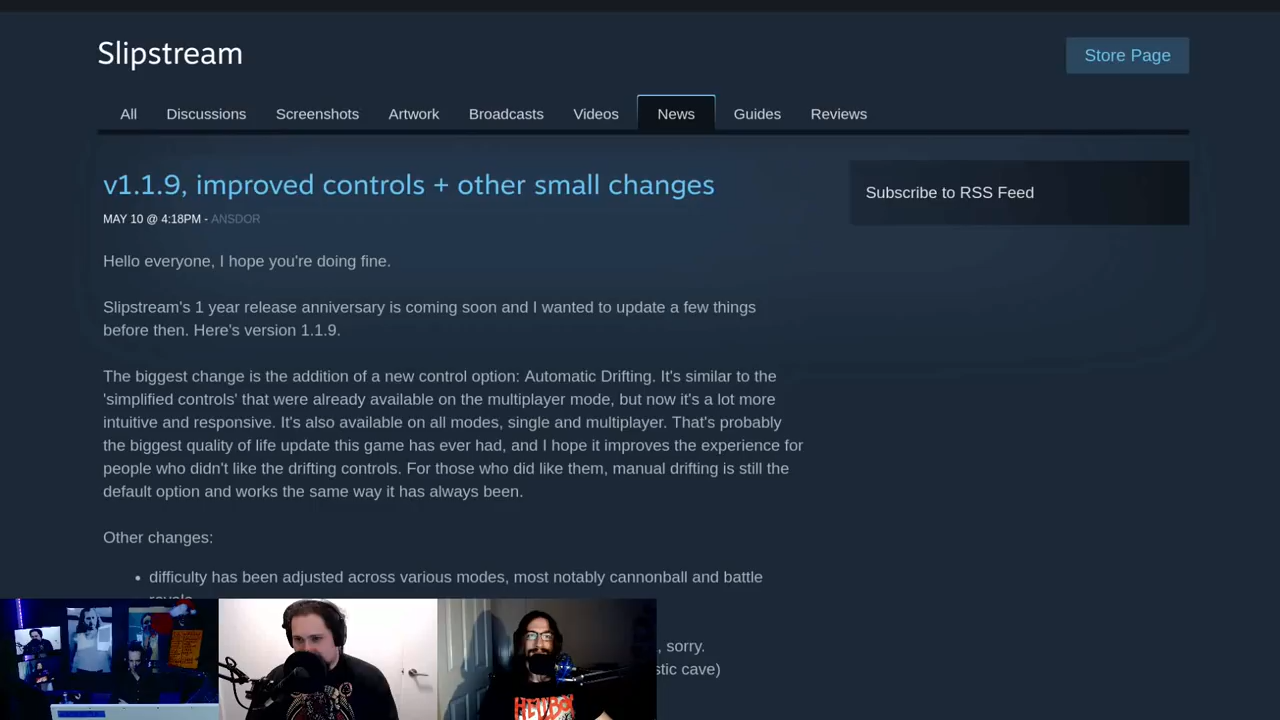 Slipstream
Store Page
All
Discussions
Screenshots
Artwork
Broadcasts
Videos
News
Guides
Reviews
v1.1.9, improved controls + other small changes
MAY 10 @ 4:18PM - ANSDOR
Subscribe to RSS Feed
Hello everyone, I hope you're doing fine.
Slipstream's 1 year release anniversary is coming soon and I wanted to update a few things
before then. Here's version 1.1.9.
The biggest change is the addition of a new control option: Automatic Drifting. It's similar to the
'simplified controls' that were already available on the multiplayer mode, but now it's a lot more
intuitive and responsive. It's also available on all modes, single and multiplayer. That's probably
the biggest quality of life update this game has ever had, and I hope it improves the experience for
people who didn't like the drifting controls. For those who did like them, manual drifting is still the
default option and works the same way it has always been.
Other changes:
• difficulty has been adjusted across various modes, most notably cannonball and battle
, sorry.
stic cave)